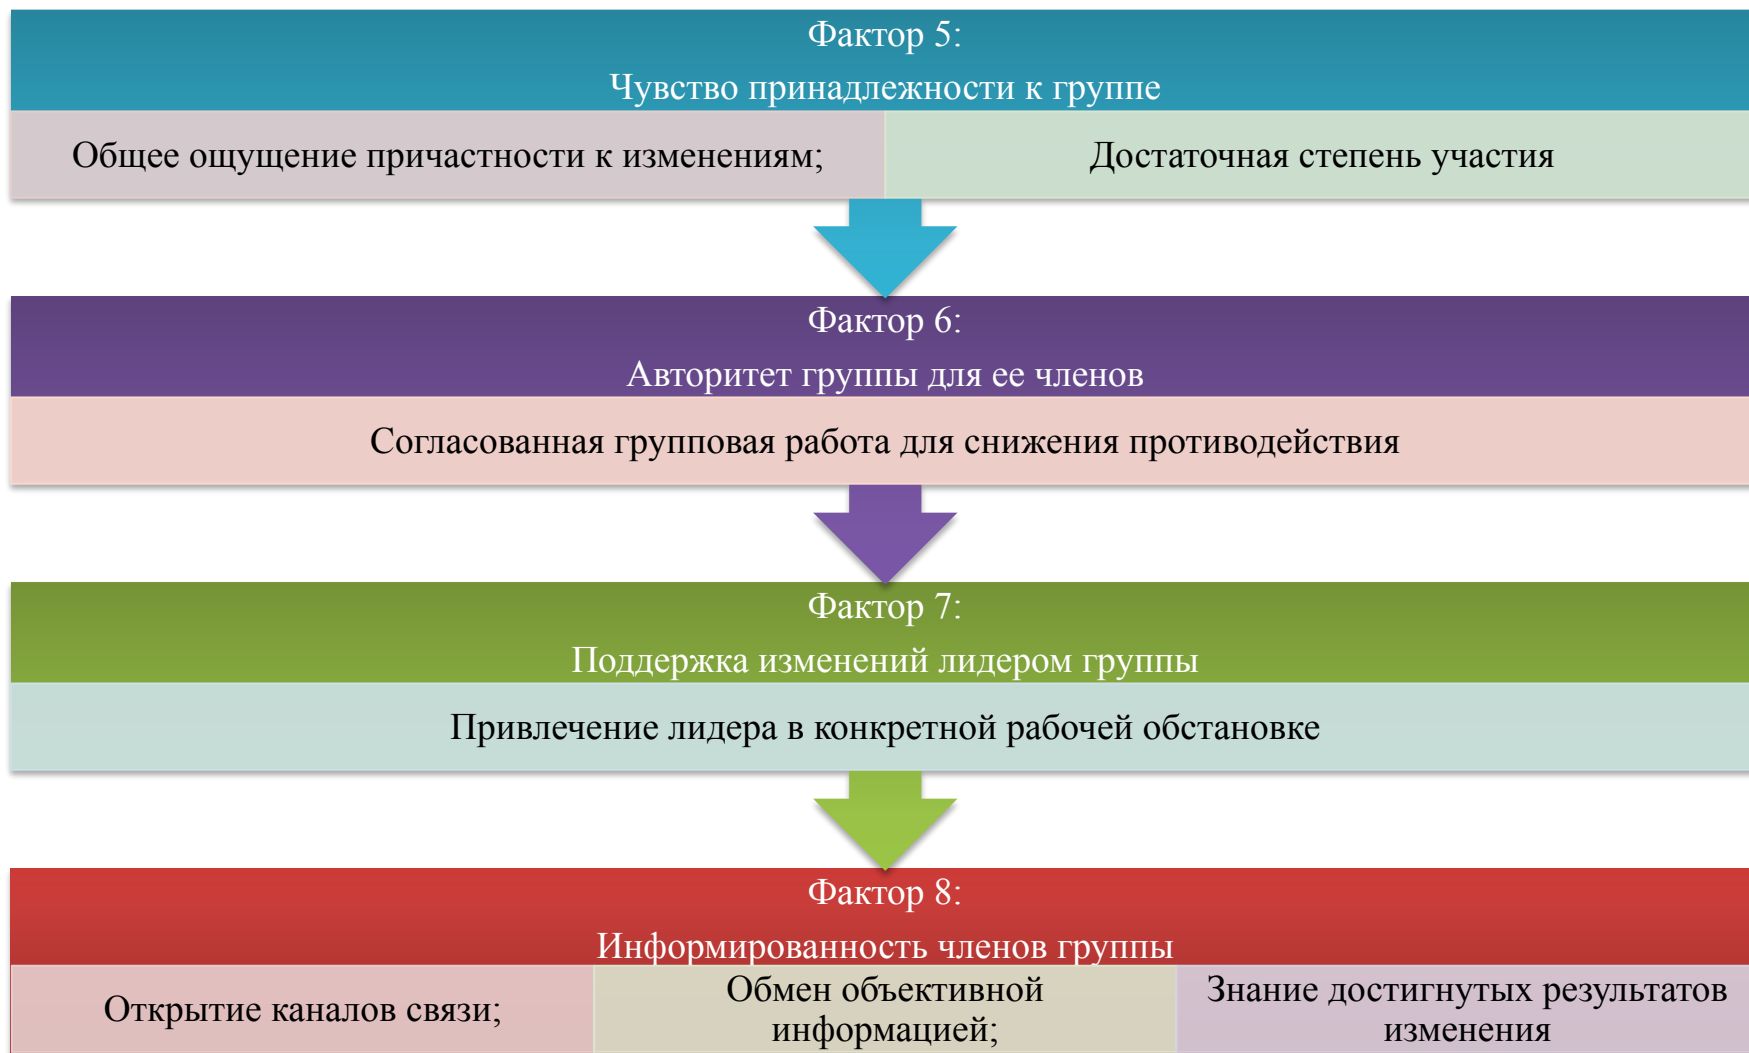 Фактор 5:
Чувство принадлежности к группе
Общее ощущение причастности к изменениям;
Достаточная степень участия
Фактор 6:
Авторитет группы для ее членов
Согласованная групповая работа для снижения противодействия
Фактор 7:
Поддержка изменений лидером группы
Привлечение лидера в конкретной рабочей обстановке
Фактор 8:
Информированность членов группы
Открытие каналов связи;
Обмен объективной
информацией;
Знание достигнутых результатов
изменения